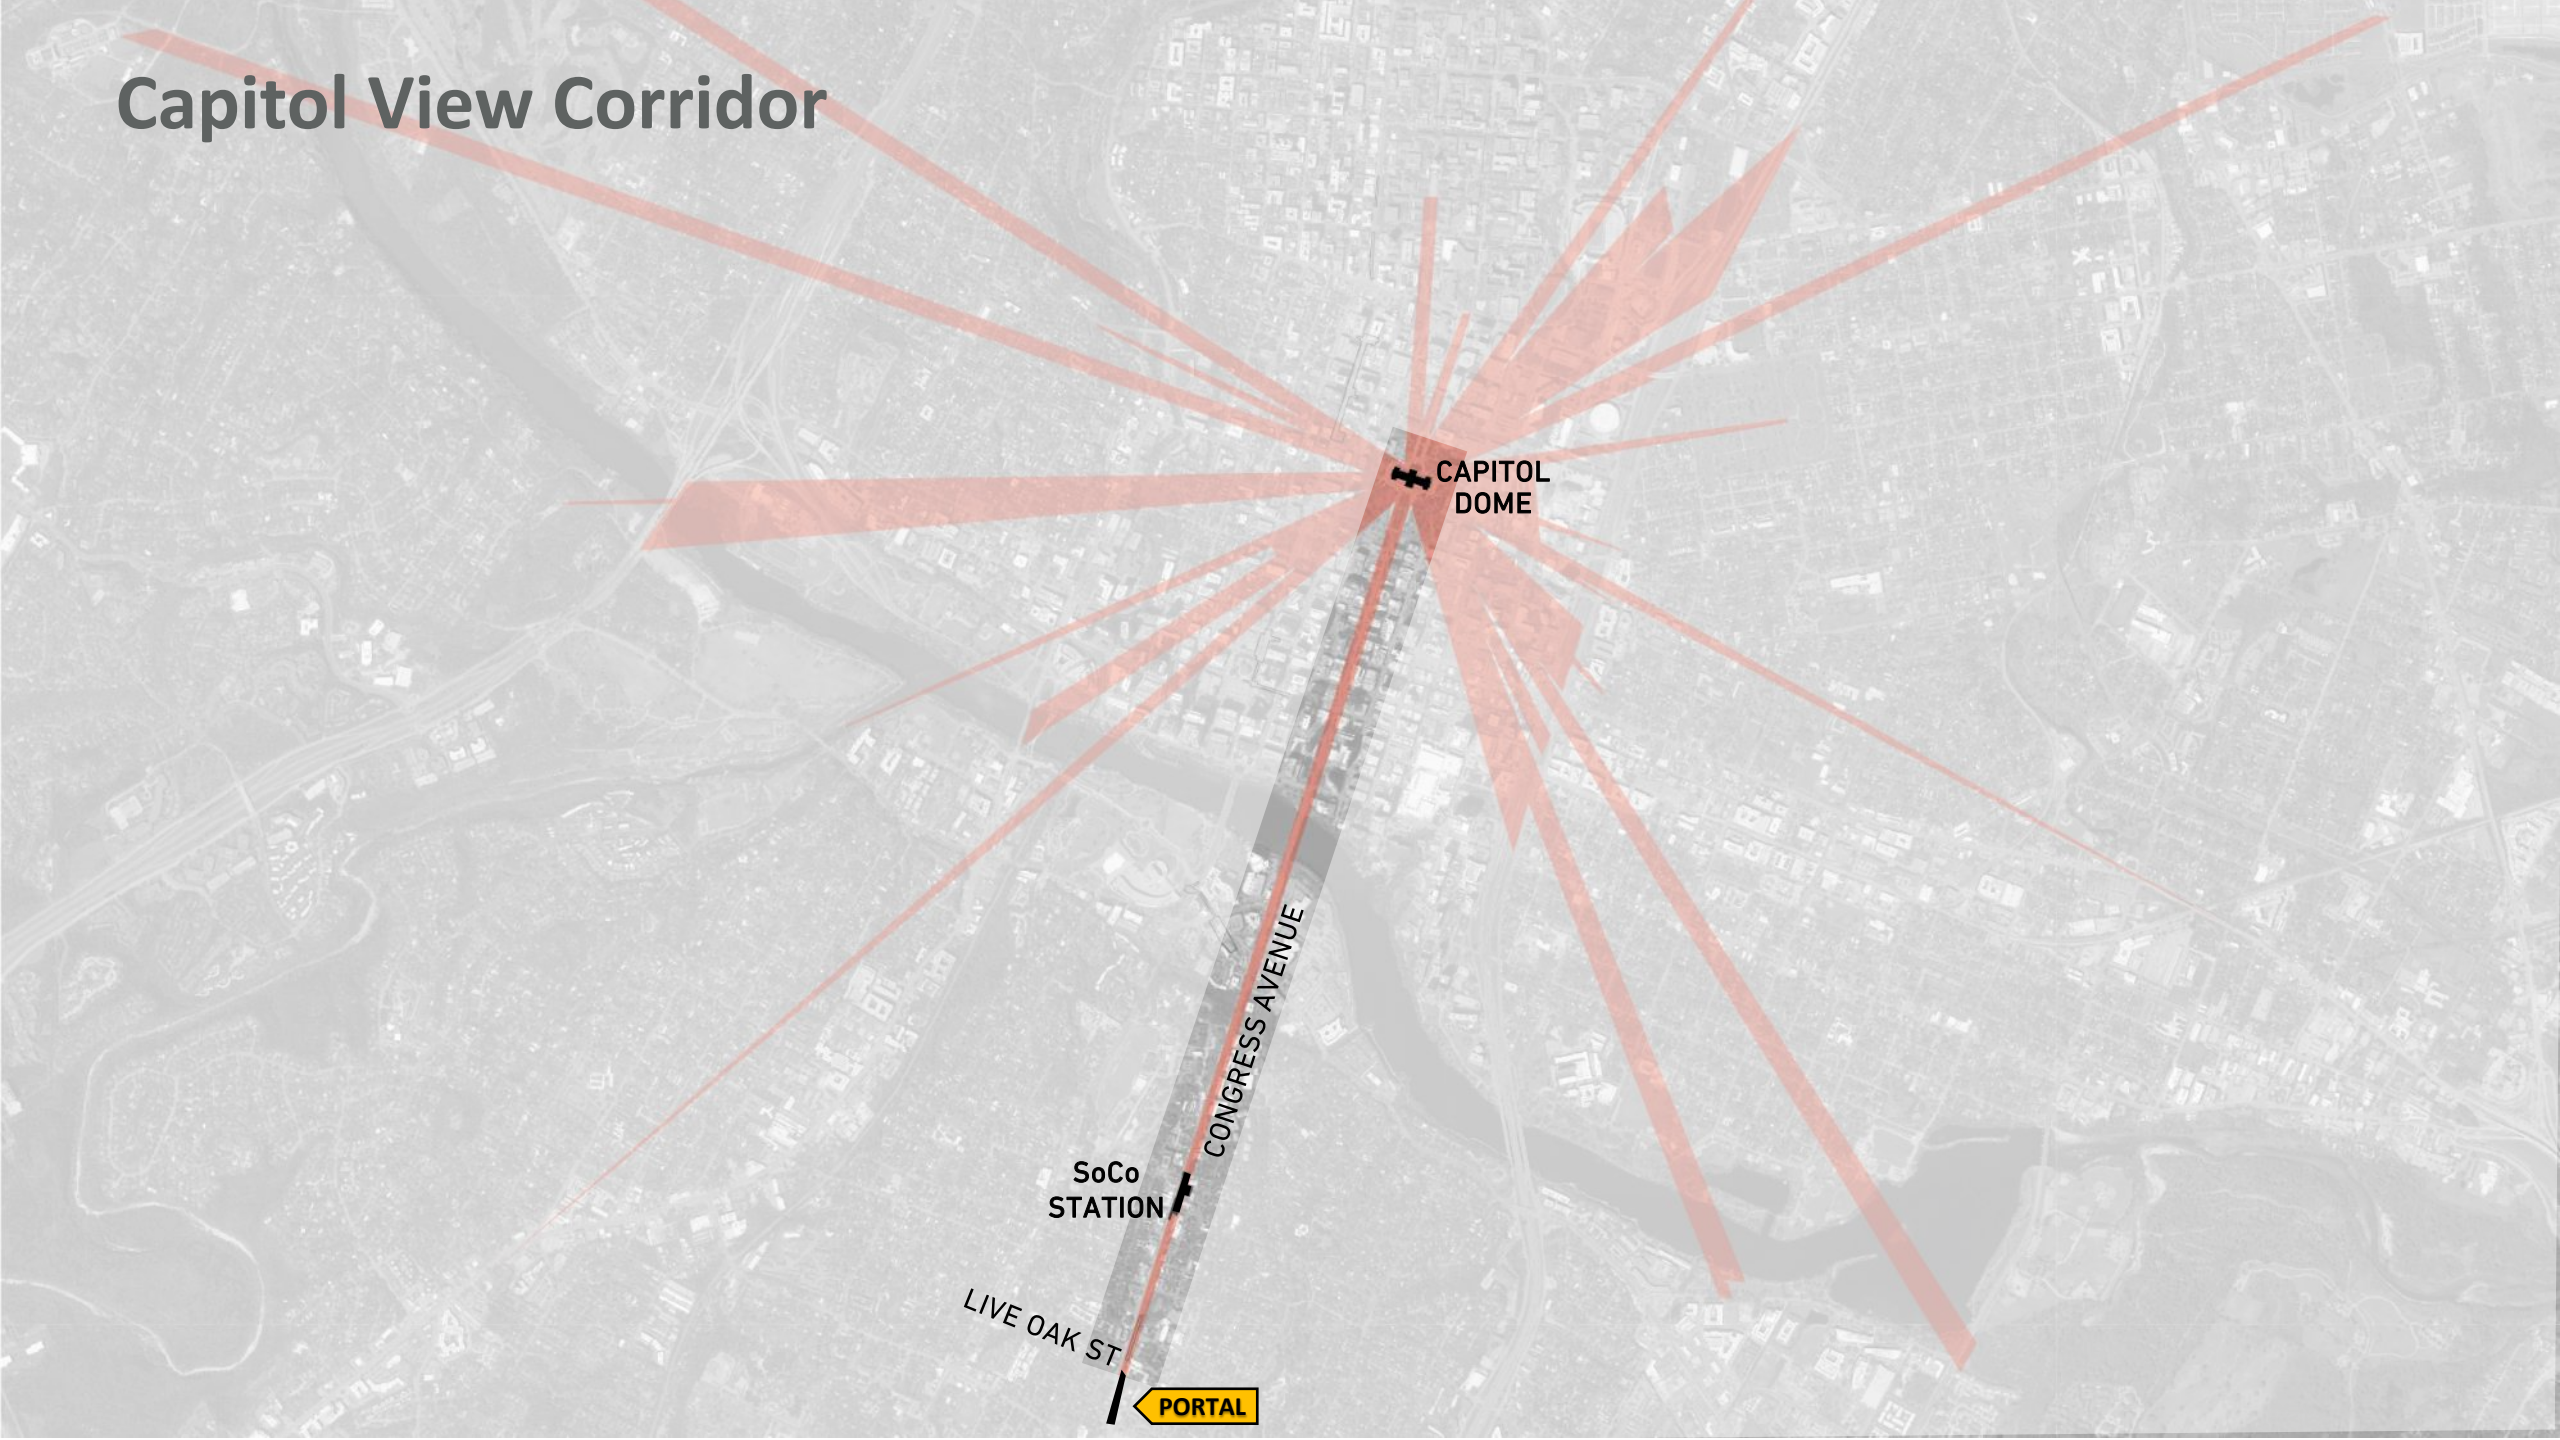 Capitol View Corridor
CAPITOL
DOME
CONGRESS AVENUE
SoCo
STATION
LIVE OAK ST
PORTAL